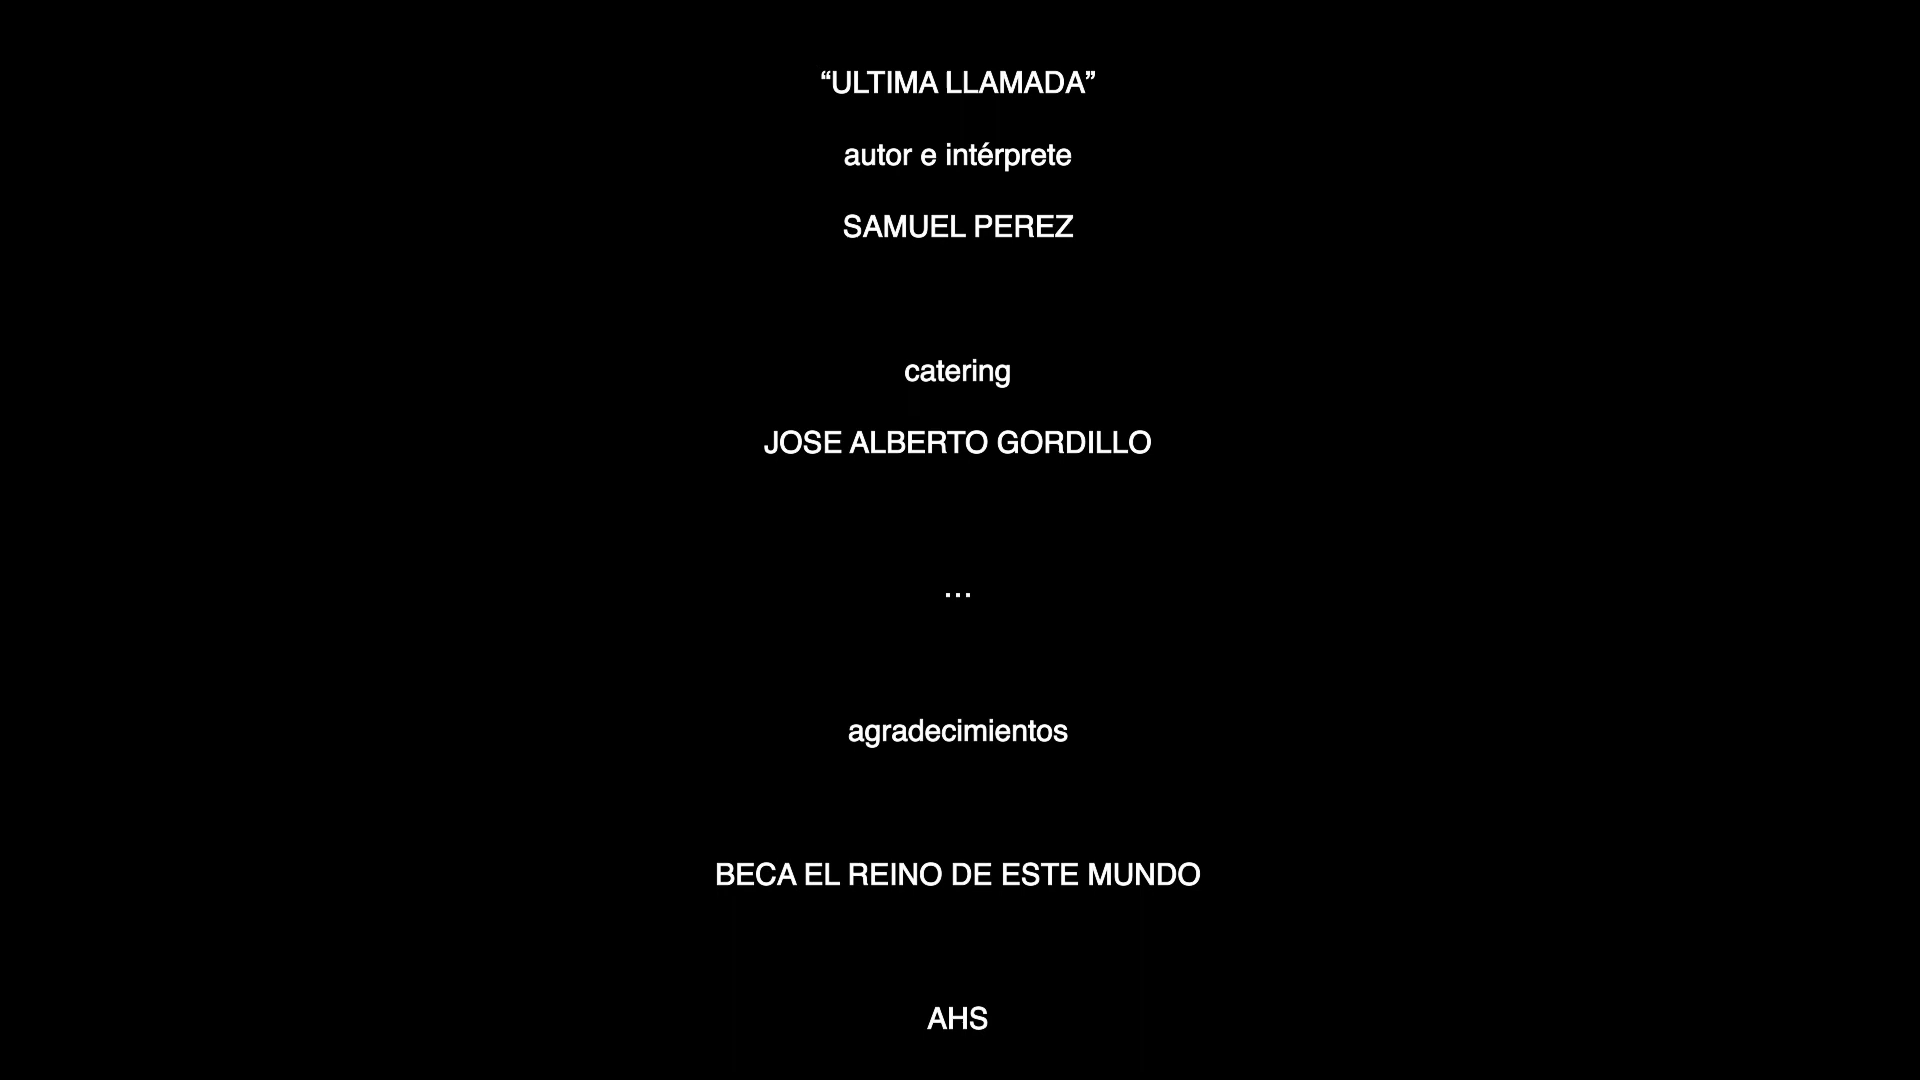 “ULTIMA LLAMADA”
autor e intérprete
SAMUEL PEREZ
catering
JOSE ALBERTO GORDILLO
...
agradecimientos
BECA EL REINO DE ESTE MUNDO
AHS